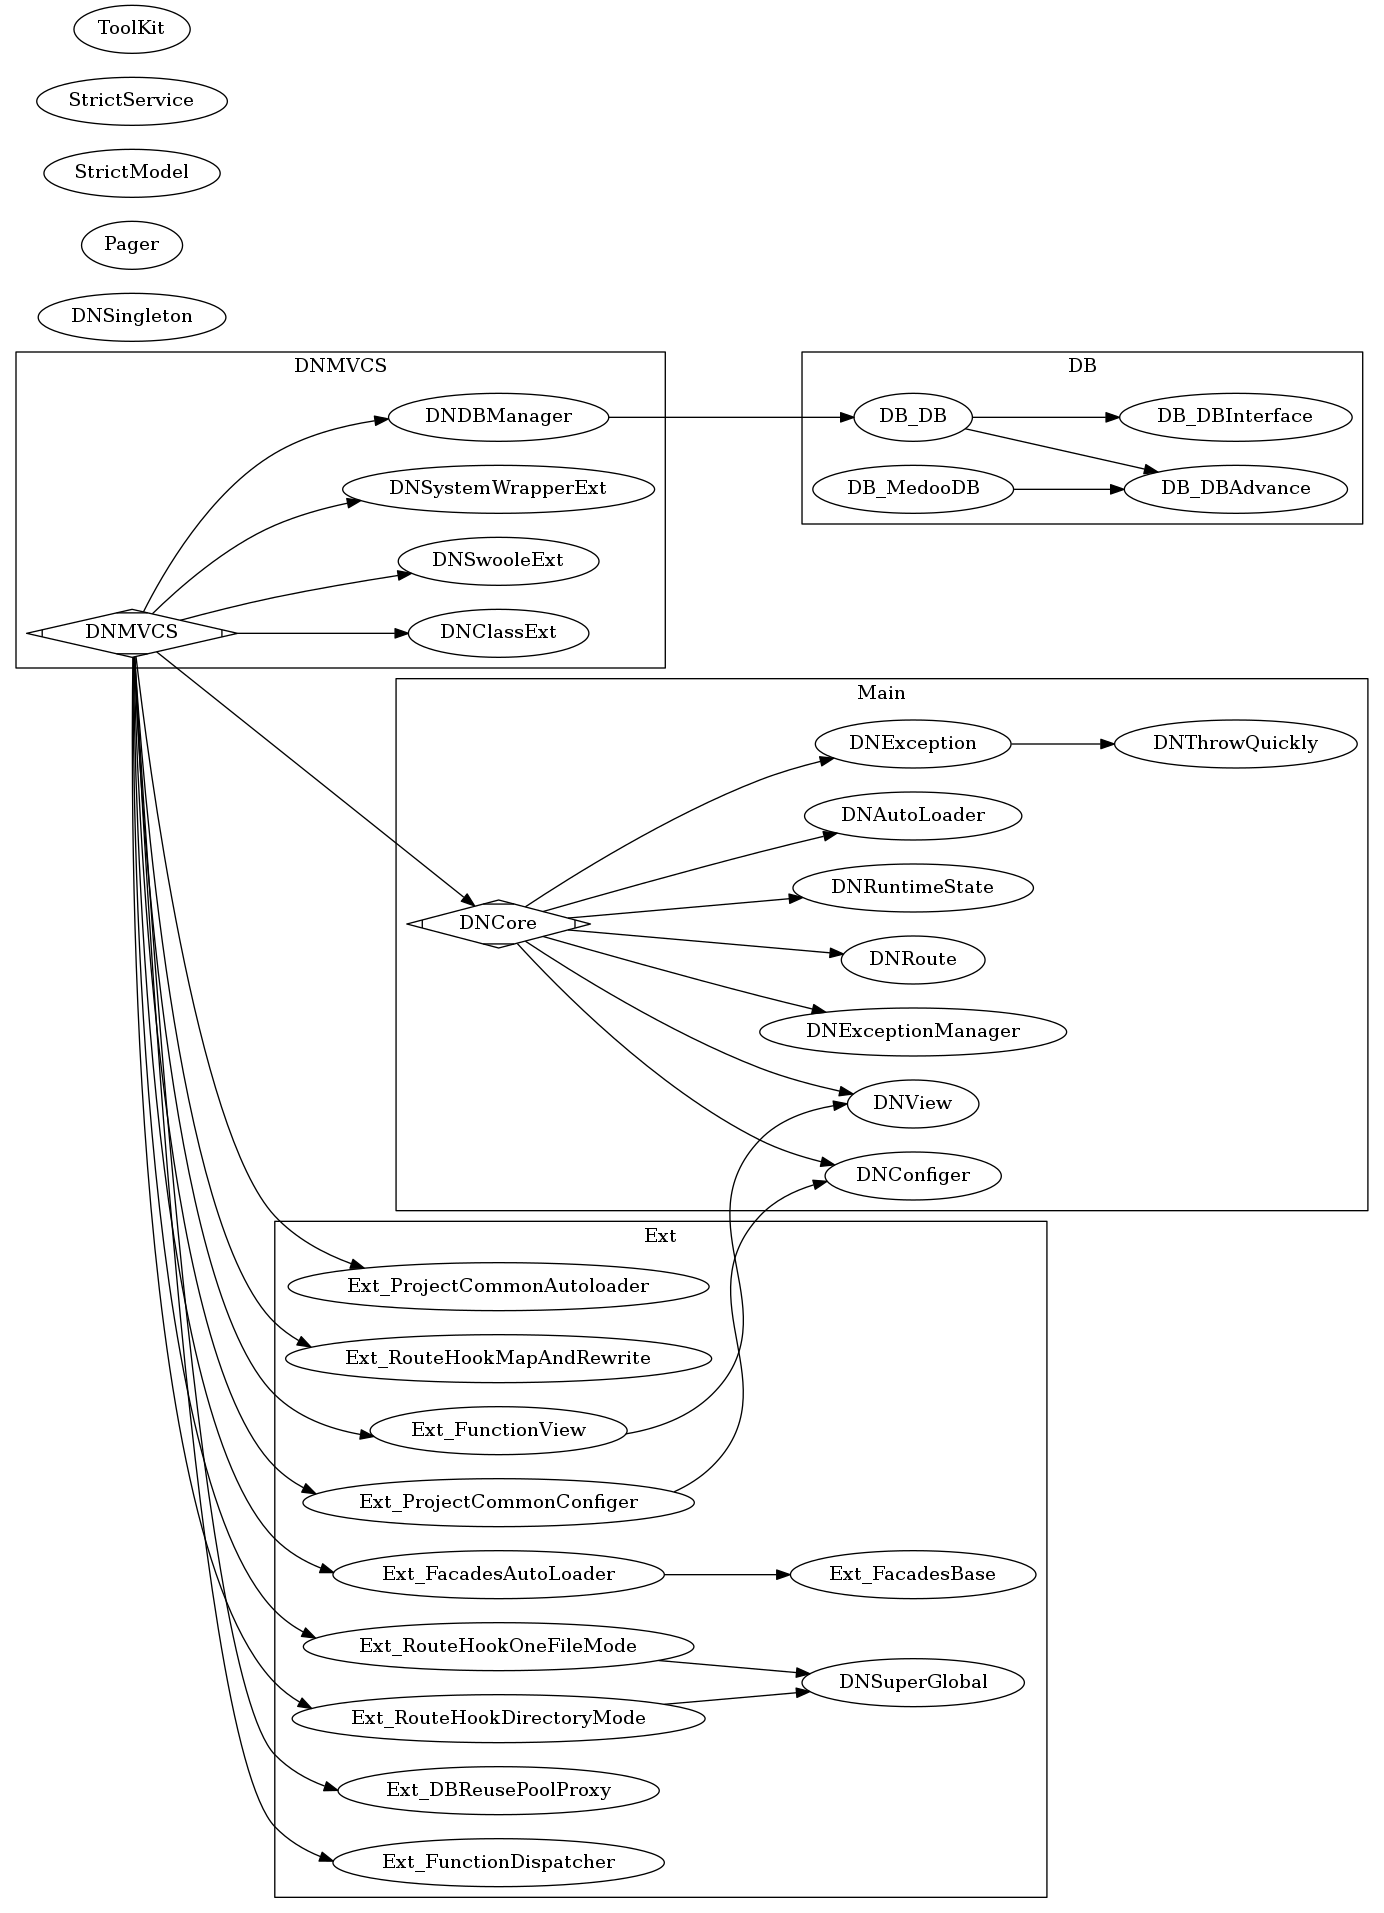 ToolKit
StrictService
StrictModel
Pager
DNSingleton
DNMVCS
DNDBManager
DNSystemWrapperExt
DNSwooleExt
DNMVCS
DNClassExt
DB
DB_DB
DB_DBInterface
DB_MedooDB
DB_DBAdvance
Main
DNException
DNThrowQuickly
DNAutoLoader
DNRuntimeState
DNCore
DNRoute
DNExceptionManager
DNView
DNConfiger
Ext
Ext_ProjectCommonAutoloader
Ext_RouteHookMapAndRewrite
Ext_FunctionView
Ext_ProjectCommonConfiger
Ext_FacadesAutoLoader
Ext_FacadesBase
Ext_RouteHookOneFileMode
DNSuperGlobal
Ext_RouteHookDirectoryMode
Ext_DBReusePoolProxy
Ext_FunctionDispatcher